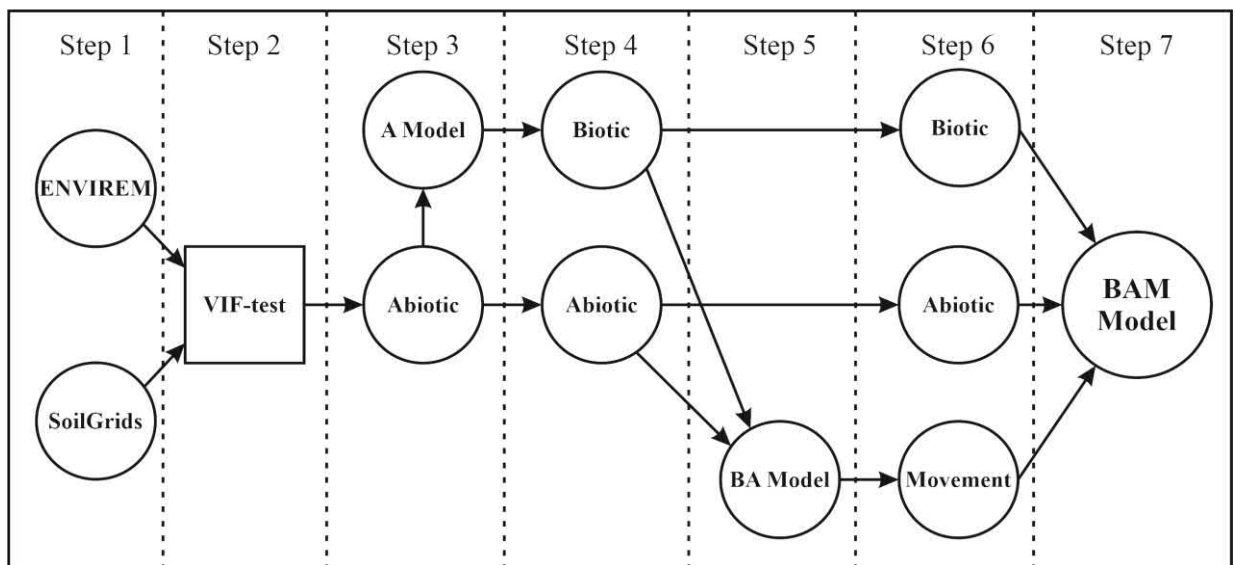 Step 1
Step 2
Step 3
Step 4
Step 5
Step 6
Step 7
A Model
Biotic
Biotic
ENVIREM
VIF-test
Abiotic
Abiotic
Abiotic
BAM
Model
SoilGrids
BA Model
Movement